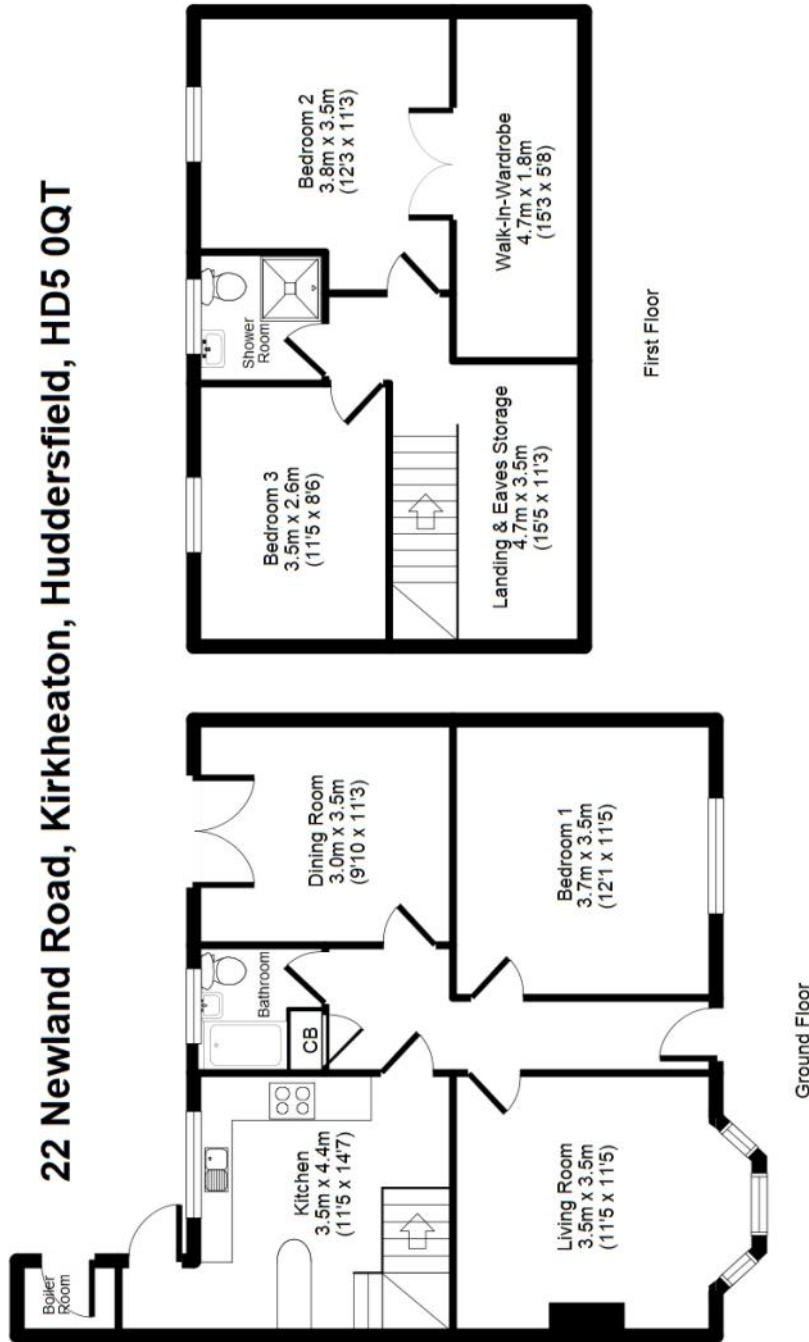 22 Newland Road, Kirkheaton, Huddersfield, HD5 0QT
Boiler
Room
Kitchen
3.5m x 4.4m
(11'5 x 14'7)
CB
Bathroom
Dining Room
3.0m x 3.5m
(9'10 x 11'3)
Living Room
3.5m x 3.5m
(11'5 x 11'5)
Bedroom 1
3.7m x 3.5m
(12'1 x 11'5)
Ground Floor
Bedroom 3
3.5m x 2.6m
(11'5 x 8'6)
Shower
Room
Bedroom 2
3.8m x 3.5m
(12'3 x 11'3)
Landing & Eaves Storage
4.7m x 3.5m
(15'5 x 11'3)
Walk-In-Wardrobe
4.7m x 1.8m
(15'3 x 5'8)
First Floor